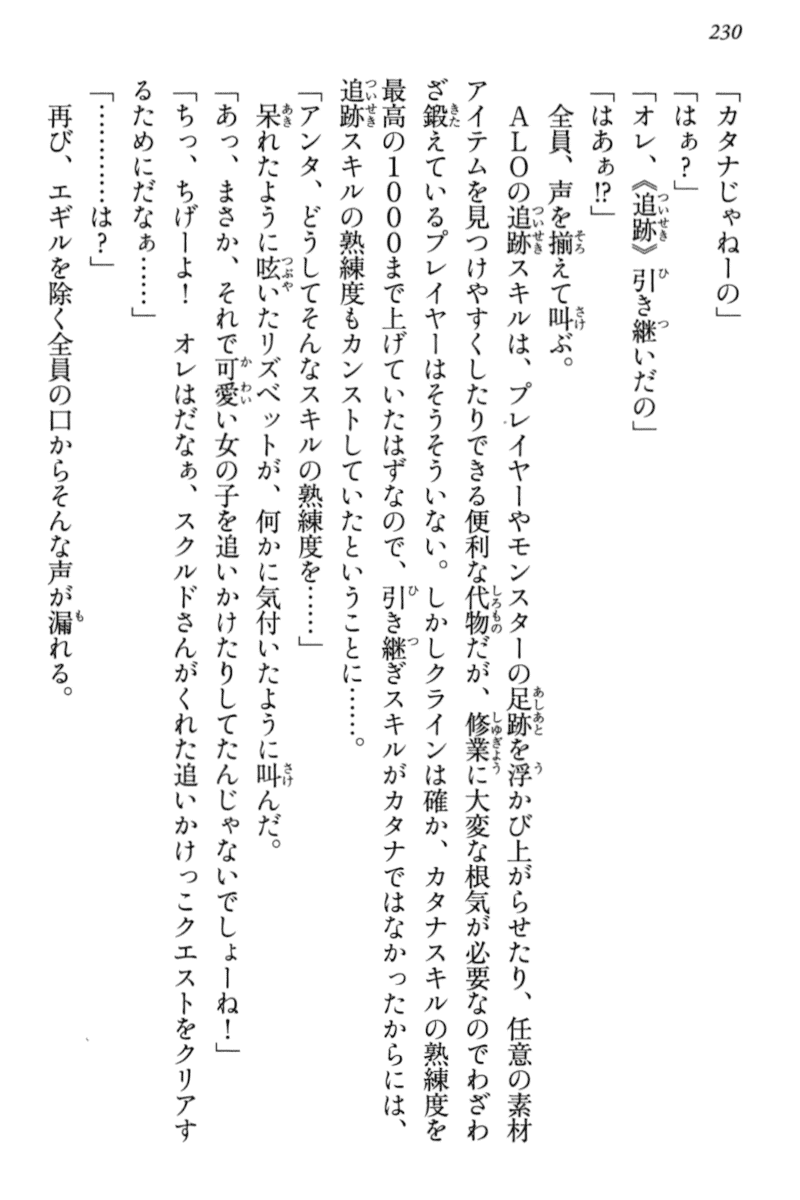 230
「カタナじゃねーの」
「はぁ？」
「オレ、《追跡》引き継いだの」
「はあぁ!?」
　全員、声を揃えて叫ぶ。
　ＡＬＯの追跡スキルは、プレイヤーやモンスターの足跡を浮かび上がらせたり、任意の素材
アイテムを見つけやすくしたりできる便利な代物だが、修業に大変な根気が必要なのでわざわ
ざ鍛えているプレイヤーはそうそういない。しかしクラインは確か、カタナスキルの熟練度を
最高の１０００まで上げていたはずなので、引き継ぎスキルがカタナではなかったからには、
追跡スキルの熟練度もカンストしていたということに……。
「アンタ、どうしてそんなスキルの熟練度を……」
　呆れたように呟いたリズベットが、何かに気付いたように叫んだ。
「あっ、まさか、それで可愛い女の子を追いかけたりしてたんじゃないでしょーね！」
「ちっ、ちげーよ！　オレはだなぁ、スクルドさんがくれた追いかけっこクエストをクリアす
るためにだなぁ……」
「…………は？」
　再び、エギルを除く全員の口からそんな声が漏れる。